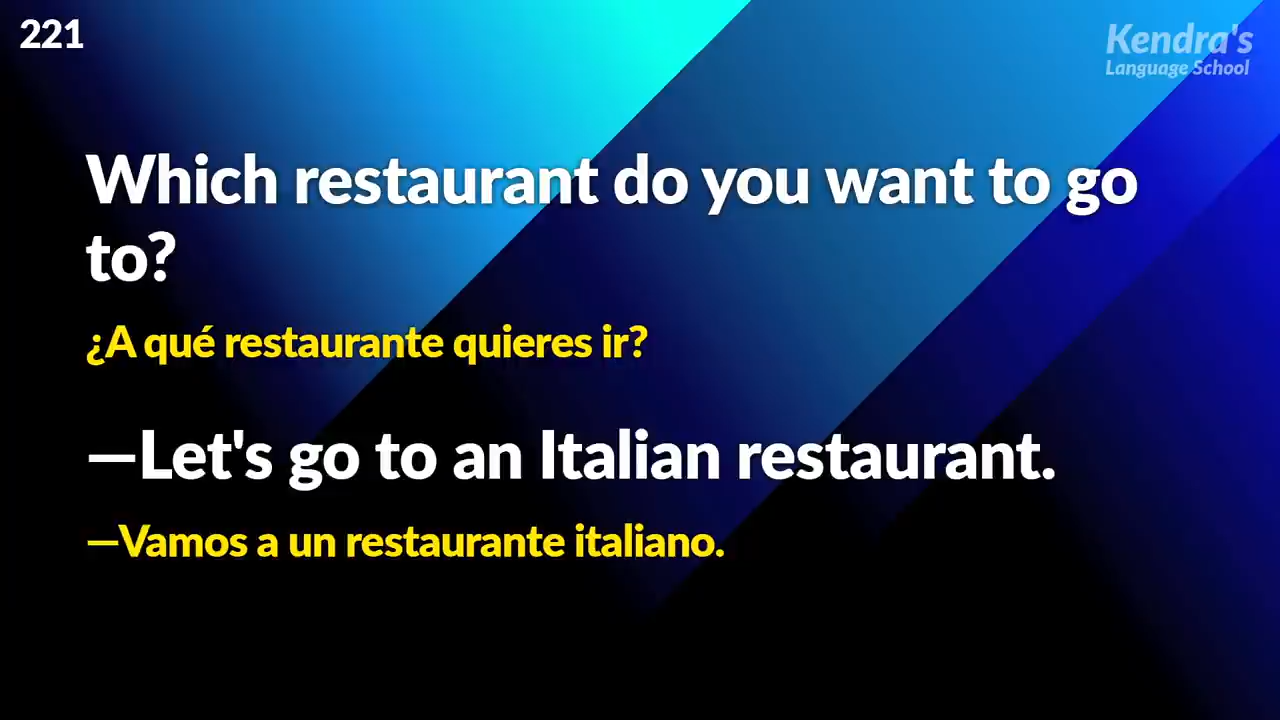 221
Kendra's
Language School
Which restaurant do you want to go
to?
¿A qué restaurante quieres ir?
—Let's go to an Italian restaurant.
—Vamos a un restaurante italiano.